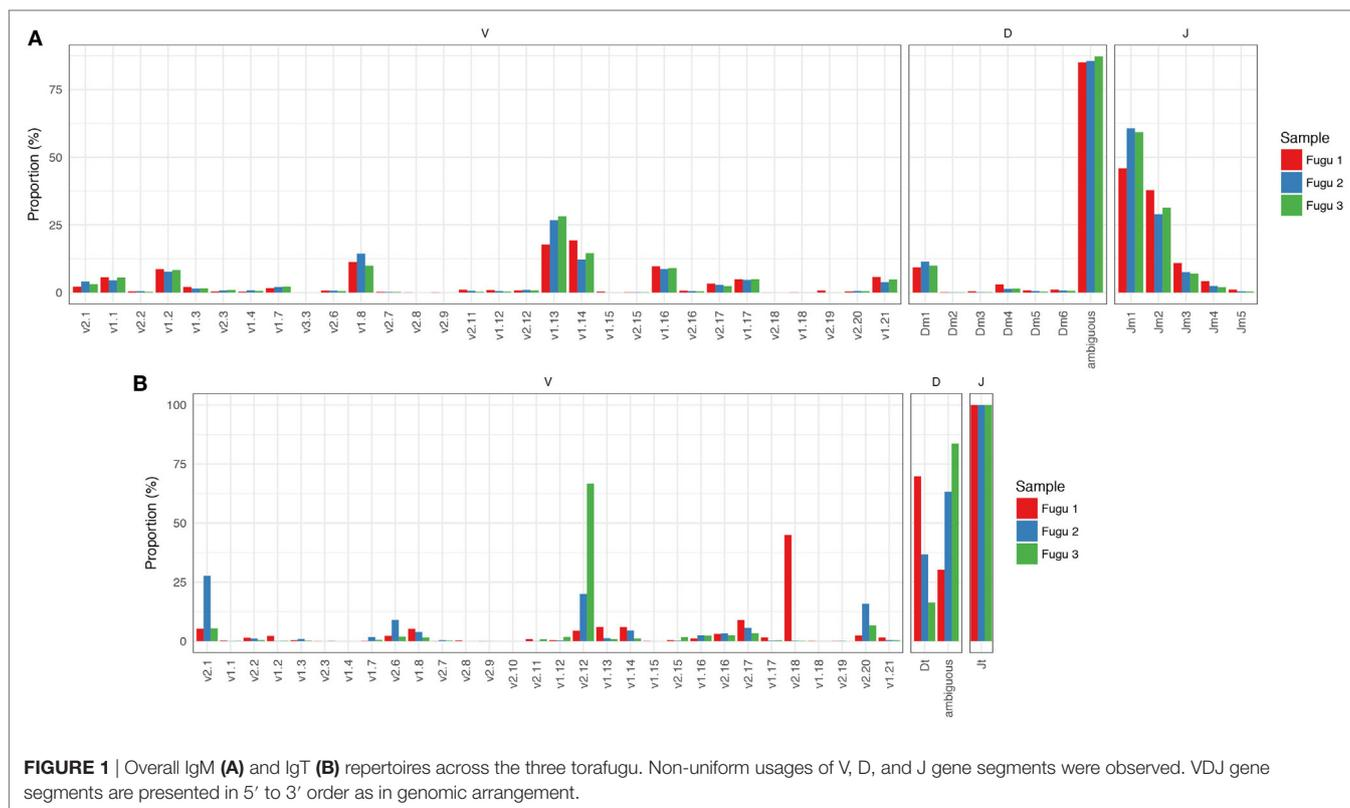 A
V
D
J
Proportion (%)
75
50
25
0
v2.1
v1.1
v2.2
v1.2
v1.3
v2.3
v1.4
v1.7
v3.3
v2.6
v1.8
v2.7
v2.8
v2.9
v2.11
v1.12
v2.12
v1.13
v1.14
v1.15
v2.15
v1.16
v2.16
v2.17
v1.17
v2.18
v1.18
v2.19
v2.20
v1.21
Dm1
Dm2
Dm3
Dm4
Dm5
Dm6
ambiguous
Jm1
Jm2
Jm3
Jm4
Jm5
Sample
Fugu 1
Fugu 2
Fugu 3
B
V
D
J
Proportion (%)
100
75
50
25
0
v2.1
v1.1
v2.2
v1.2
v1.3
v2.3
v1.4
v1.7
v2.6
v1.8
v2.7
v2.8
v2.9
v2.10
v2.11
v1.12
v2.12
v2.13
v1.14
v1.15
v2.15
v1.16
v2.16
v2.17
v1.17
v2.18
v1.18
v2.19
v2.20
v1.21
Dt
ambiguous
Jt
Sample
Fugu 1
Fugu 2
Fugu 3
FIGURE 1 | Overall IgM (A) and IgT (B) repertoires across the three torafugu. Non-uniform usages of V, D, and J gene segments were observed. VDJ gene
segments are presented in 5′ to 3′ order as in genomic arrangement.